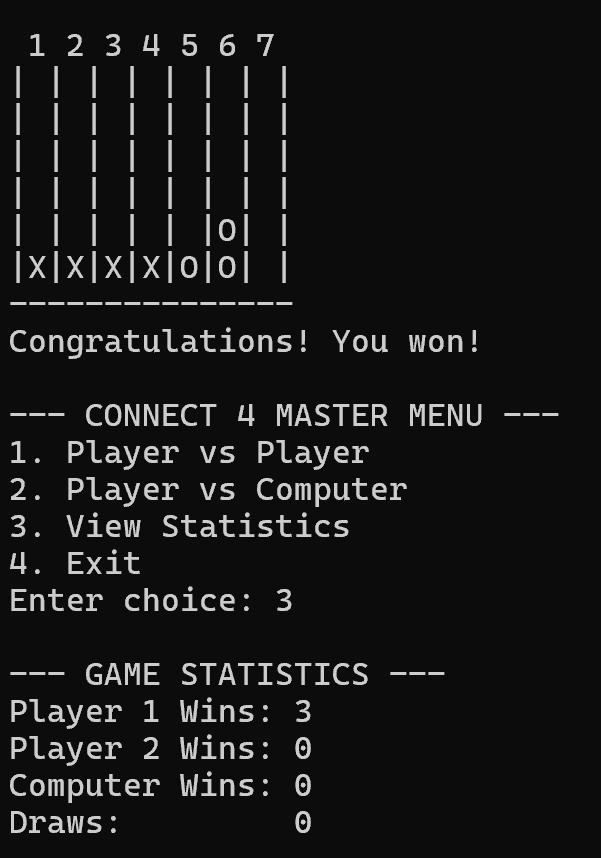 1 2 3 4 5 6 7
| | | | | | | |
| | | | | | | |
| | | | | | | |
| | | | | | | |
| | | | | |O| |
|X|X|X|X|O|O| |
---------------
Congratulations! You won!

--- CONNECT 4 MASTER MENU ---
1. Player vs Player
2. Player vs Computer
3. View Statistics
4. Exit
Enter choice: 3

--- GAME STATISTICS ---
Player 1 Wins: 3
Player 2 Wins: 0
Computer Wins: 0
Draws:         0